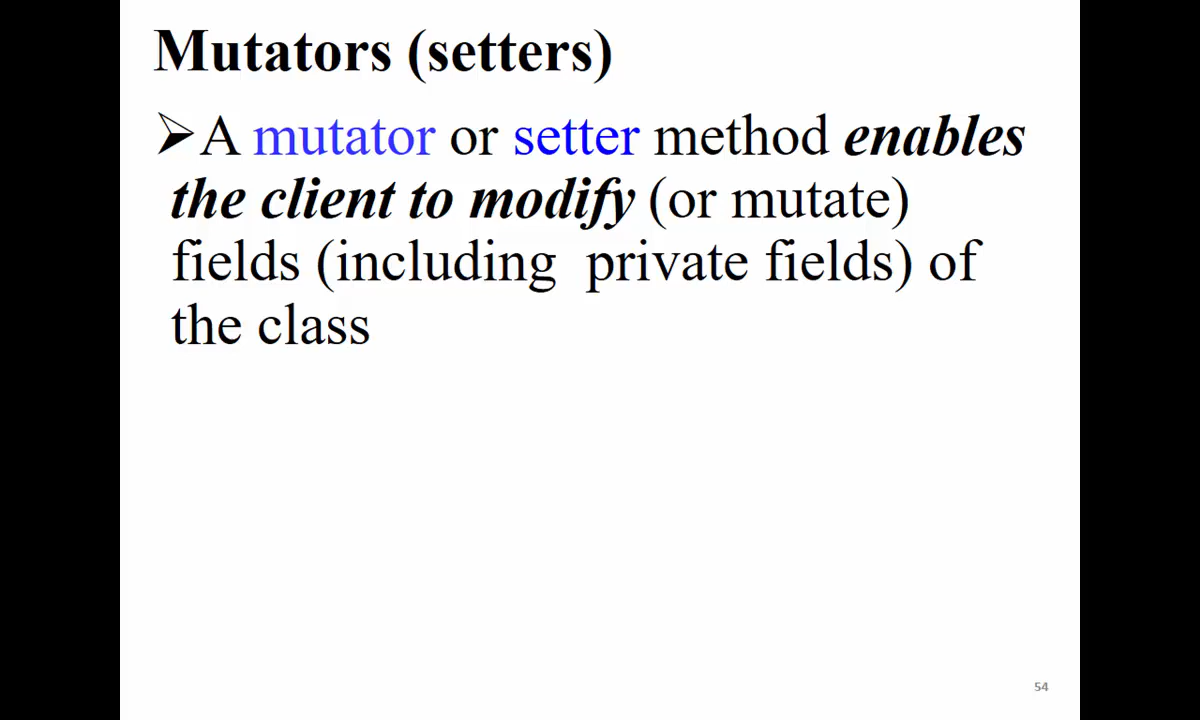 Mutators (setters)
➢A mutator or setter method enables
the client to modify (or mutate)
fields (including  private fields) of
the class
54